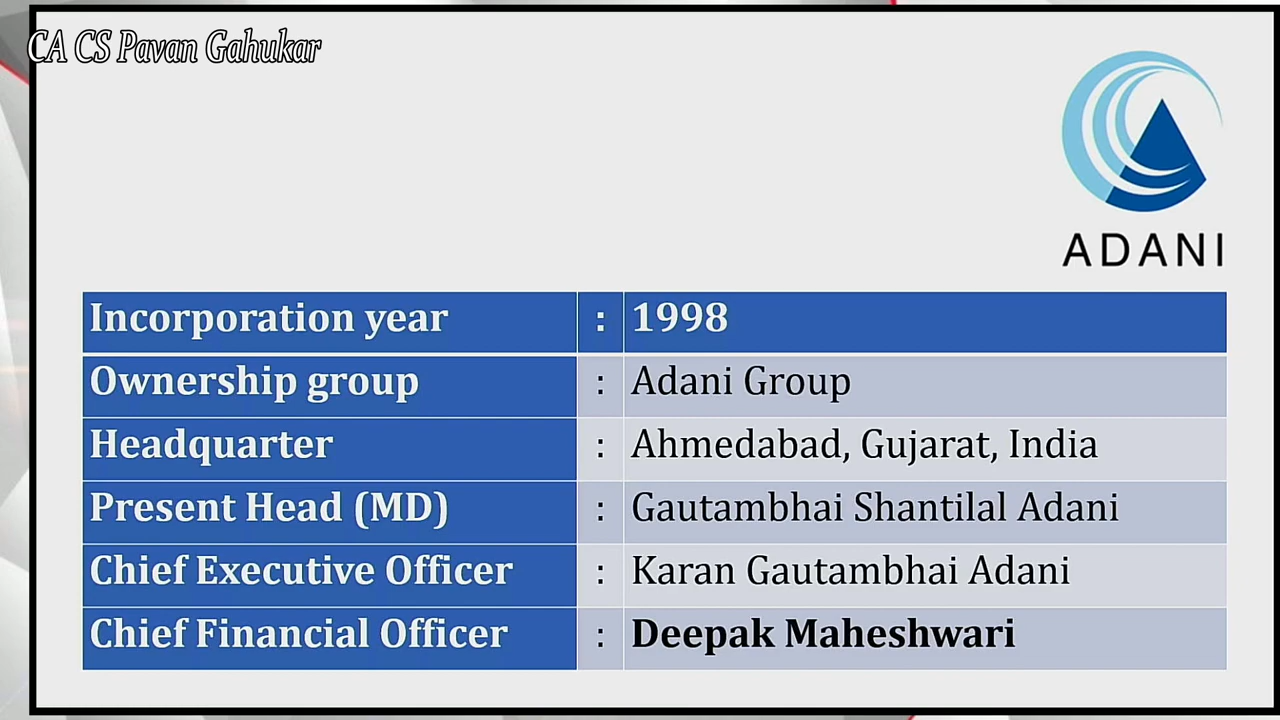 CA CS Pavan Gahukar
ADANI
Incorporation year : 1998
Ownership group : Adani Group
Headquarter : Ahmedabad, Gujarat, India
Present Head (MD) : Gautambhai Shantilal Adani
Chief Executive Officer : Karan Gautambhai Adani
Chief Financial Officer : Deepak Maheshwari